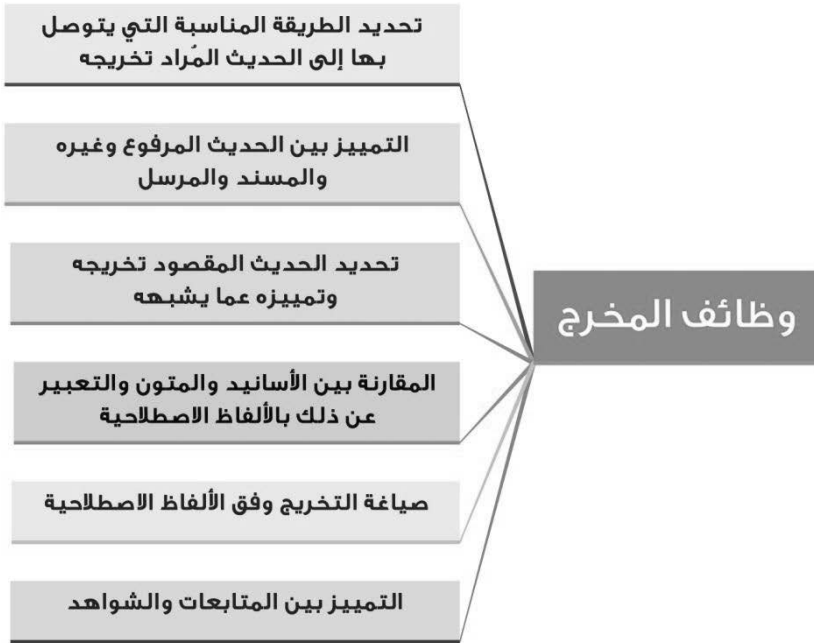 وظائف المخرج
تحديد الطريقة المناسبة التي يتوصل
بها إلى الحديث المُراد تخريجه
التمييز بين الحديث المرفوع وغيره
والمسند والمرسل
تحديد الحديث المقصود تخريجه
وتمييزه عما يشبهه
المقارنة بين الأسانيد والمتون والتعبير
عن ذلك بالألفاظ الاصطلاحية
صياغة التخريج وفق الألفاظ الاصطلاحية
التمييز بين المتابعات والشواهد